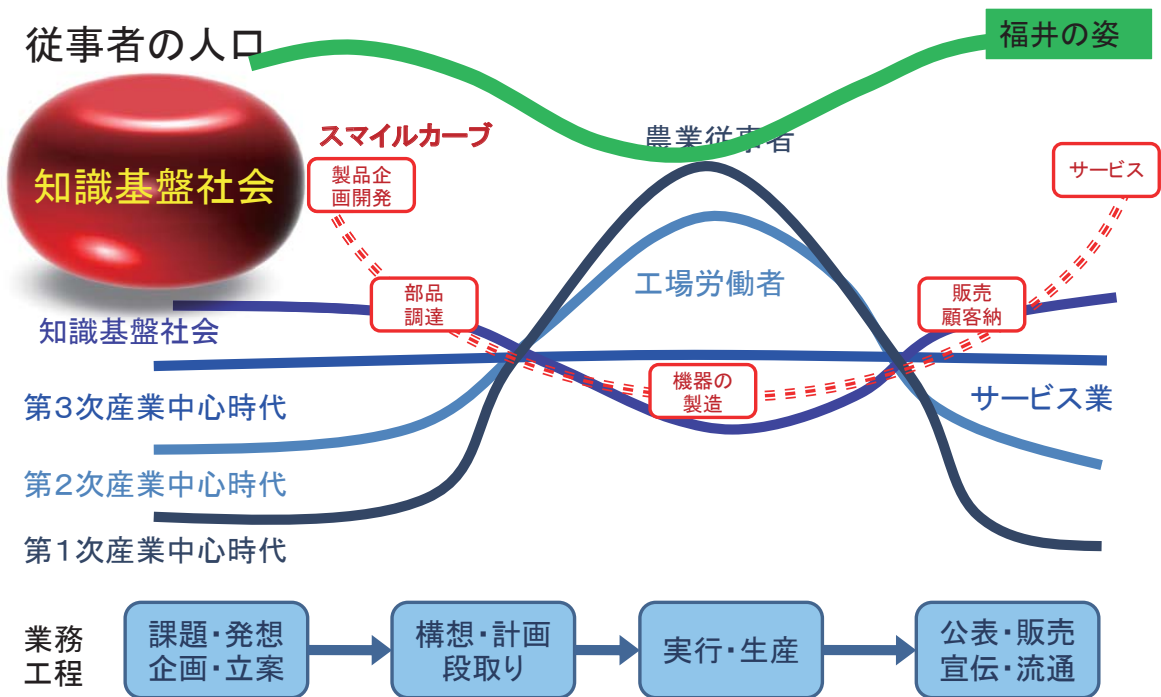 従事者の人口
福井の姿
スマイルカーブ
農業従事者
製品企
画開発
サービス
知識基盤社会
工場労働者
部品
調達
販売
顧客納
知識基盤社会
機器の
製造
第3次産業中心時代
サービス業
第2次産業中心時代
第1次産業中心時代
業務
工程
課題・発想
企画・立案
構想・計画
段取り
実行・生産
公表・販売
宣伝・流通